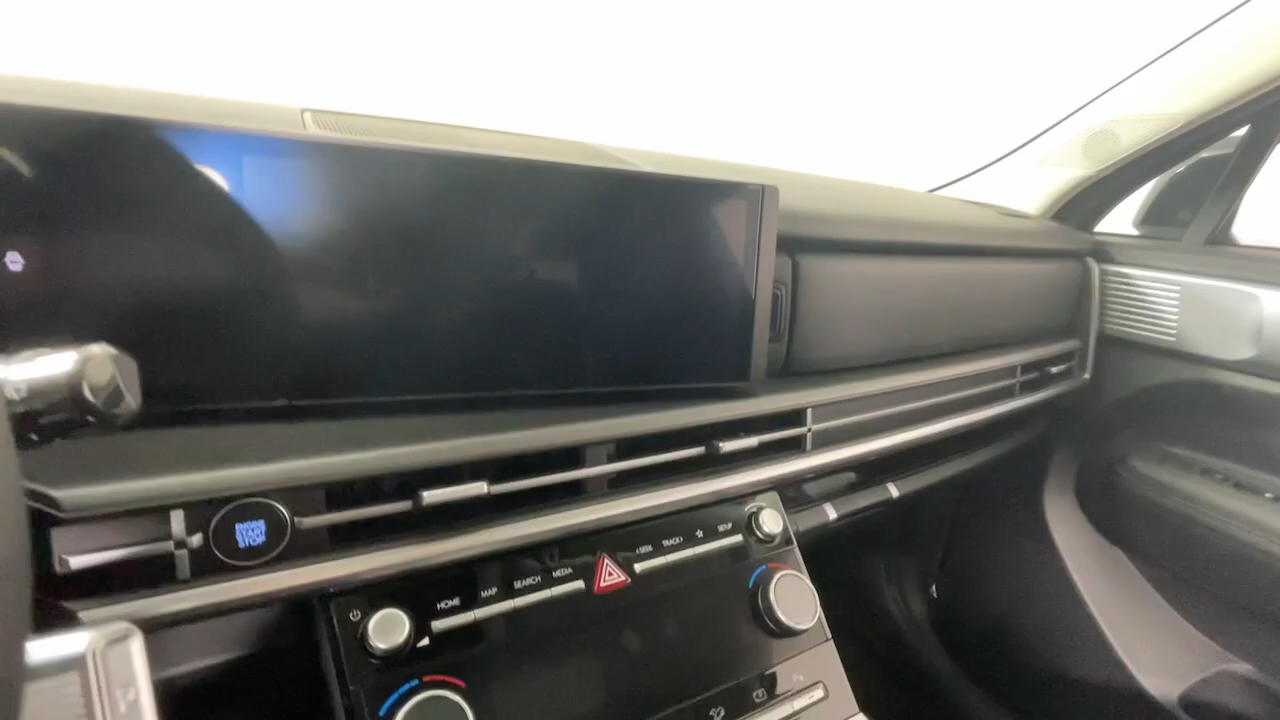 ENGINE
START
STOP
HOME
MAP
SEARCH
MEDIA
<SEEK
TRACK>
☆
SETUP